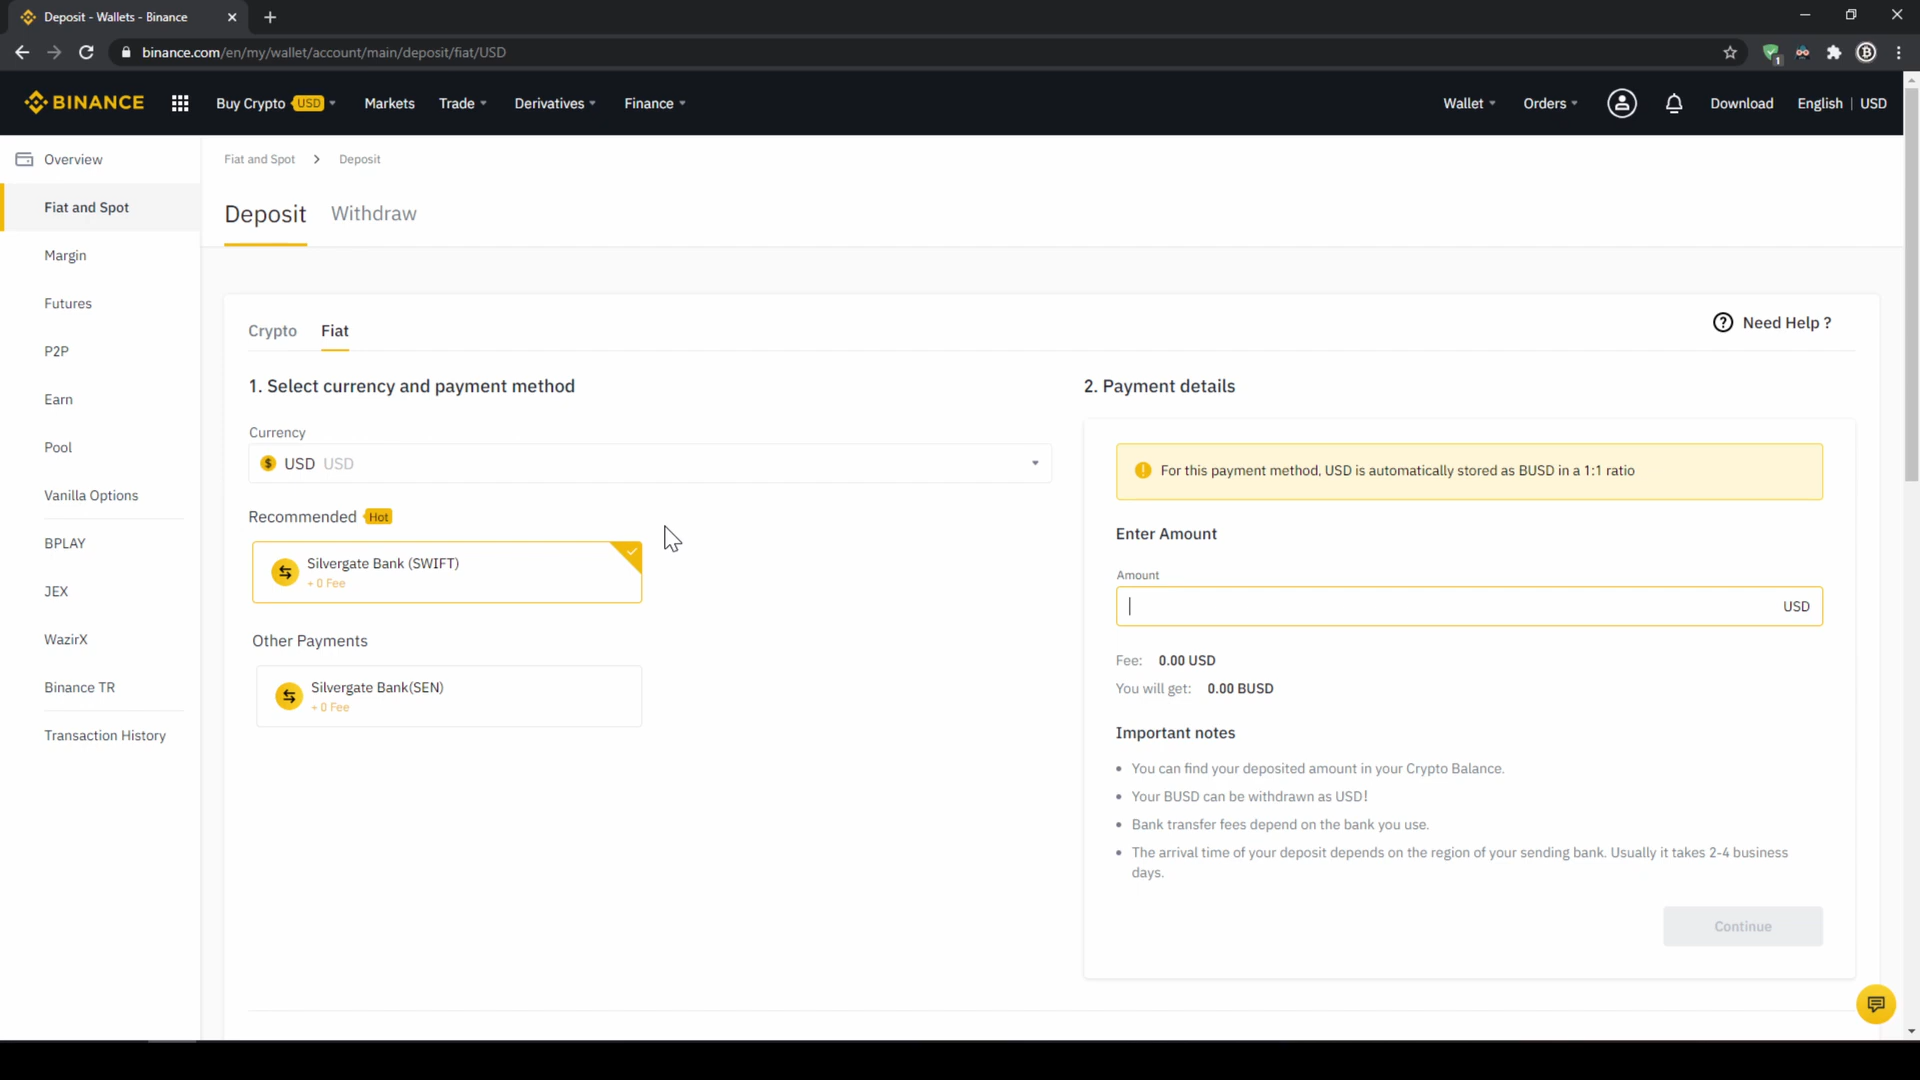 Deposit - Wallets - Binance
binance.com/en/my/wallet/account/main/deposit/fiat/USD
1
BINANCE
Buy Crypto USD
Markets
Trade
Derivatives
Finance
Wallet
Orders
Download
English | USD
Overview
Fiat and Spot
Margin
Futures
P2P
Earn
Pool
Vanilla Options
BPLAY
JEX
WazirX
Binance TR
Transaction History
Fiat and Spot > Deposit
Deposit
Withdraw
Crypto
Fiat
Need Help ?
1. Select currency and payment method
Currency
USD USD
Recommended Hot
Silvergate Bank (SWIFT)
+ 0 Fee
Other Payments
Silvergate Bank(SEN)
+ 0 Fee
2. Payment details
For this payment method, USD is automatically stored as BUSD in a 1:1 ratio
Enter Amount
Amount
USD
Fee: 0.00 USD
You will get: 0.00 BUSD
Important notes
• You can find your deposited amount in your Crypto Balance.
• Your BUSD can be withdrawn as USD!
• Bank transfer fees depend on the bank you use.
• The arrival time of your deposit depends on the region of your sending bank. Usually it takes 2-4 business
days.
Continue